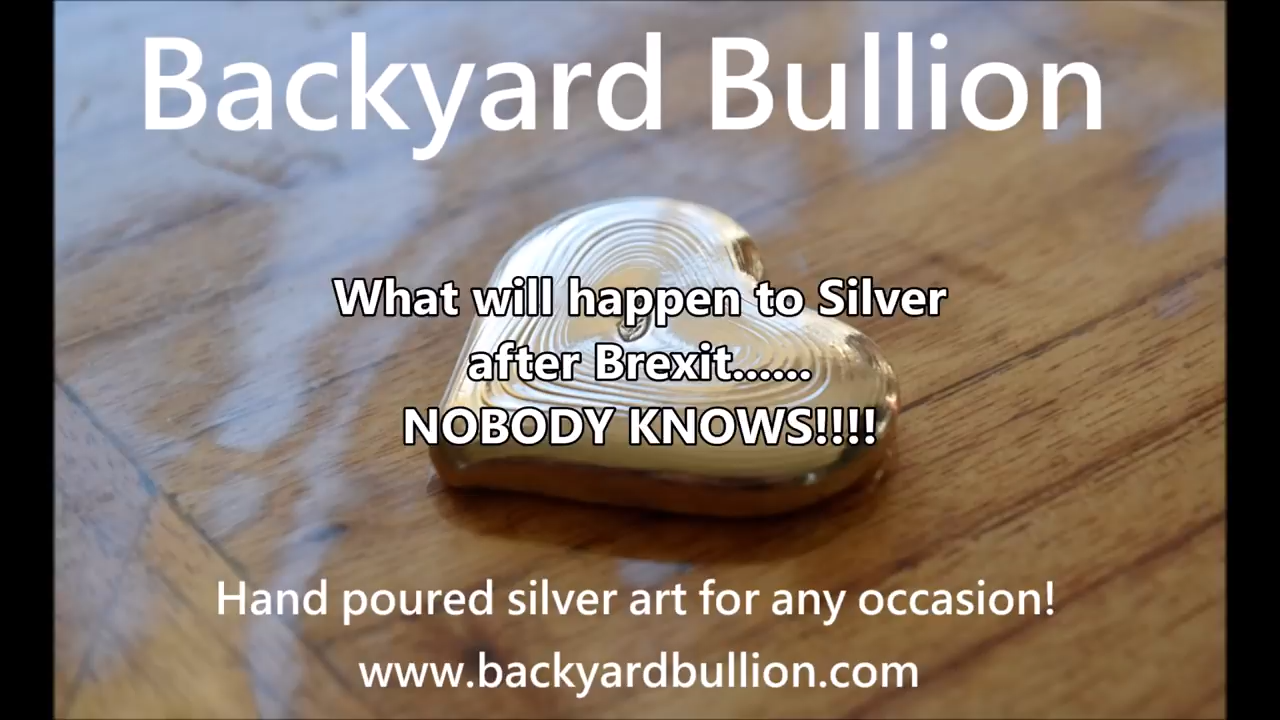 Backyard Bullion
What will happen to Silver
after Brexit......
NOBODY KNOWS!!!!
Hand poured silver art for any occasion!
www.backyardbullion.com